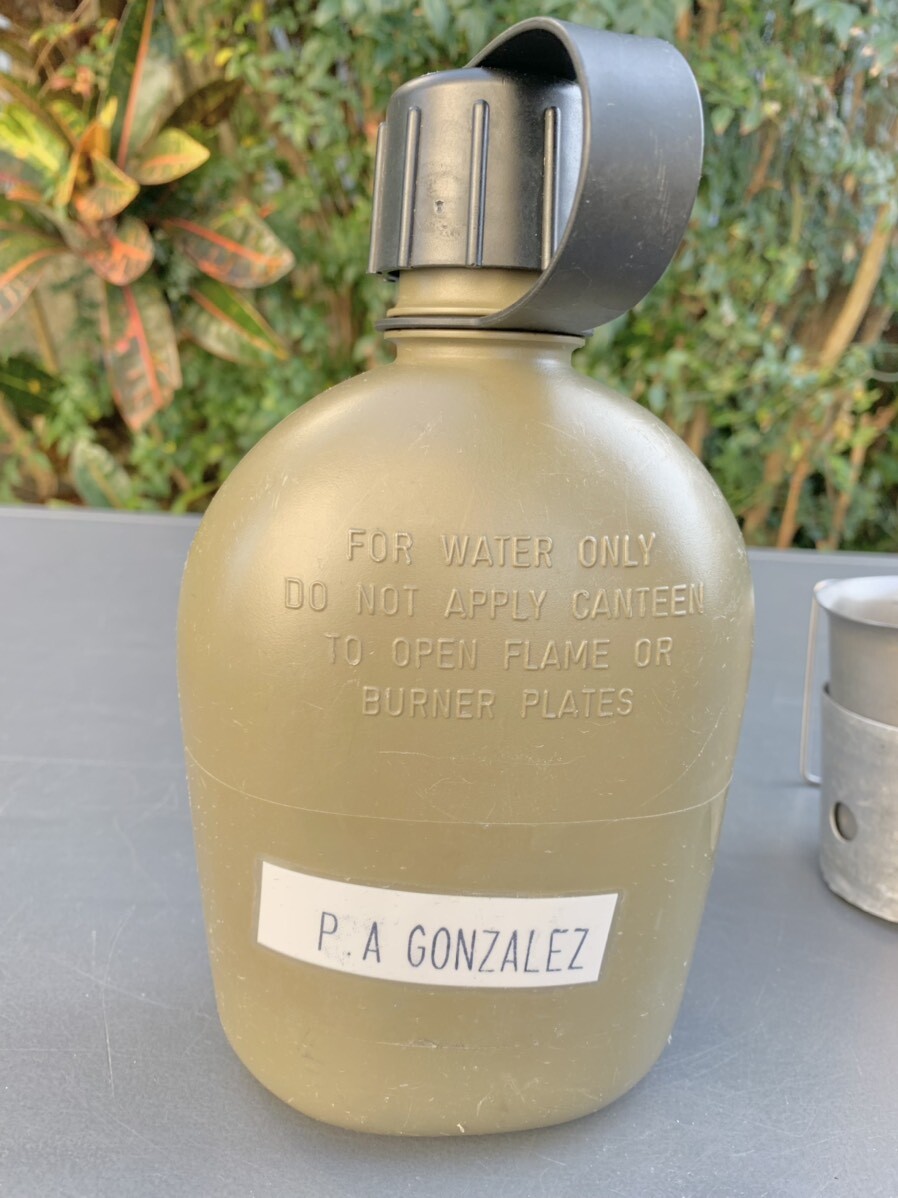 FOR WATER ONLY
DO NOT APPLY CANTEEN
TO OPEN FLAME OR
BURNER PLATES
P. A GONZALEZ